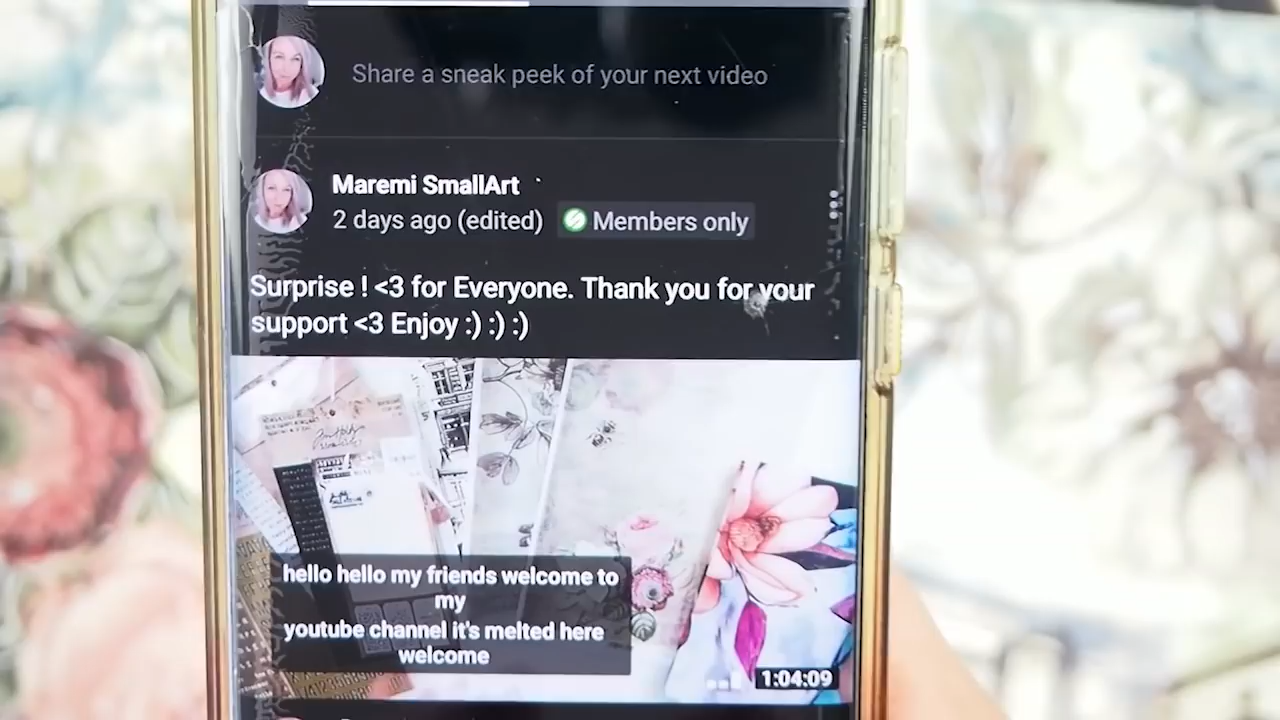 Share a sneak peek of your next video
Maremi SmallArt
2 days ago (edited) Members only
Surprise ! <3 for Everyone. Thank you for your
support <3 Enjoy :) :) :)
hello hello my friends welcome to
my
youtube channel it's melted here
welcome
1:04:09